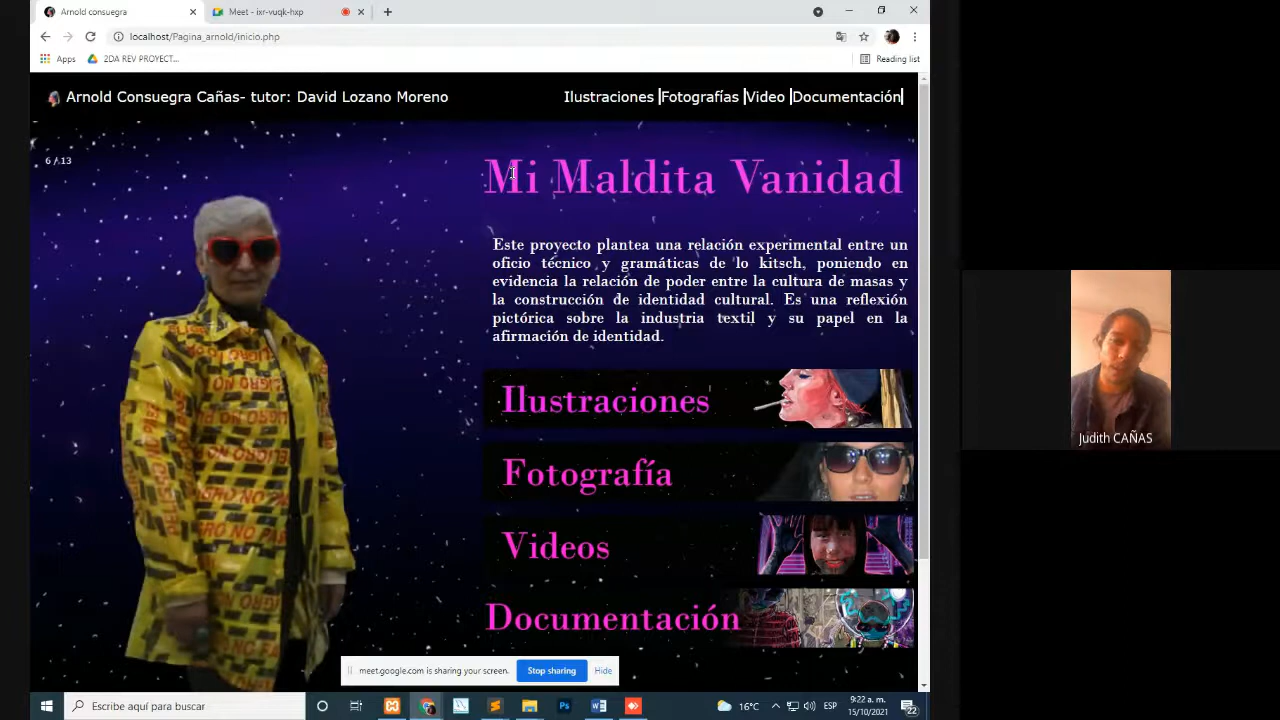 Arnold consuegra
Meet - ixr-vuqk-hxp
localhost/Pagina_arnold/inicio.php
Apps
2DA REV PROYECT...
Reading list
Arnold Consuegra Cañas- tutor: David Lozano Moreno
Ilustraciones |Fotografías |Video |Documentación|
6 / 13
Mi Maldita Vanidad
Este proyecto plantea una relación experimental entre un
oficio técnico y gramáticas de lo kitsch, poniendo en
evidencia la relación de poder entre la cultura de masas y
la construcción de identidad cultural. Es una reflexión
pictórica sobre la industria textil y su papel en la
afirmación de identidad.
Ilustraciones
Fotografía
Videos
Documentación
Judith CAÑAS
meet.google.com is sharing your screen.
Stop sharing
Hide
Escribe aquí para buscar
16°C
ESP
9:22 a. m.
15/10/2021
22